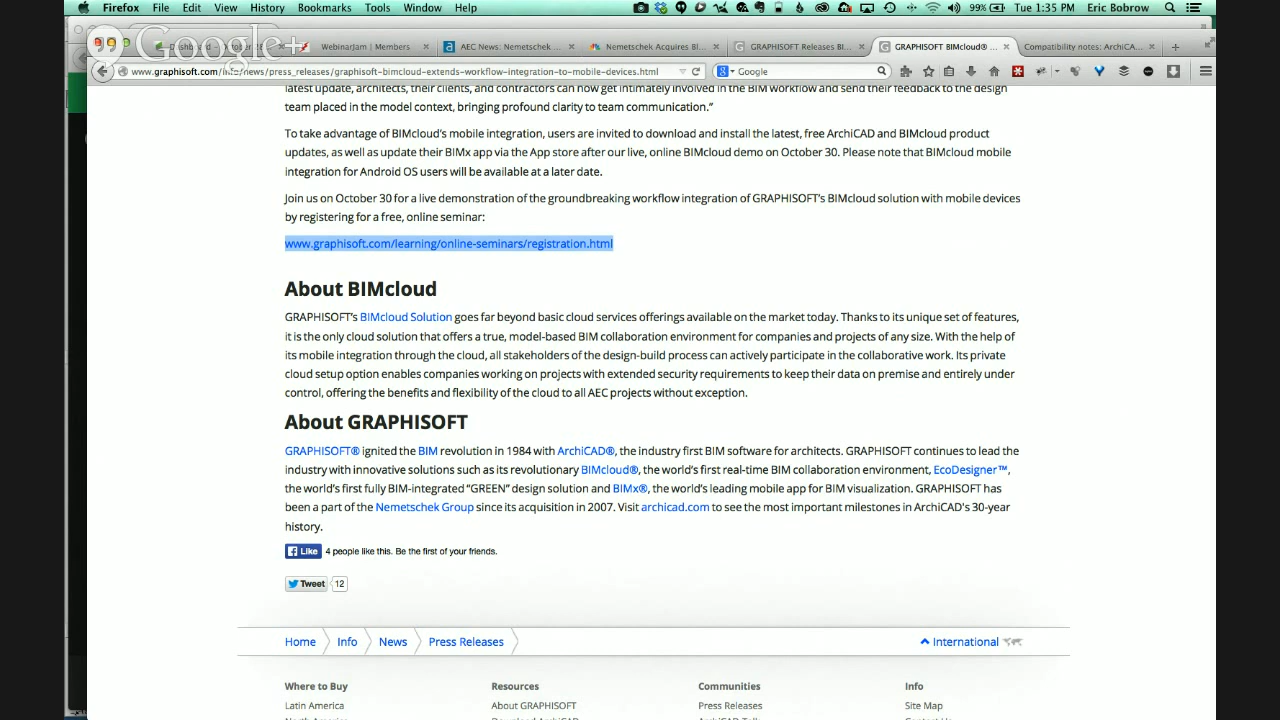 Firefox File Edit View History Bookmarks Tools Window Help 99% Tue 1:35 PM Eric Bobrow
Google+
Dashboard - October 28 WebinarJam | Members AEC News: Nemetschek ... Nemetschek Acquires BI... GRAPHISOFT Releases BI... GRAPHISOFT BIMcloud® ... Compatibility notes: ArchiCA...
www.graphisoft.com/info/news/press_releases/graphisoft-bimcloud-extends-workflow-integration-to-mobile-devices.html Google
latest update, architects, their clients, and contractors can now get intimately involved in the BIM workflow and send their feedback to the design
team placed in the model context, bringing profound clarity to team communication.”
To take advantage of BIMcloud’s mobile integration, users are invited to download and install the latest, free ArchiCAD and BIMcloud product
updates, as well as update their BIMx app via the App store after our live, online BIMcloud demo on October 30. Please note that BIMcloud mobile
integration for Android OS users will be available at a later date.
Join us on October 30 for a live demonstration of the groundbreaking workflow integration of GRAPHISOFT’s BIMcloud solution with mobile devices
by registering for a free, online seminar:
www.graphisoft.com/learning/online-seminars/registration.html
About BIMcloud
GRAPHISOFT’s BIMcloud Solution goes far beyond basic cloud services offerings available on the market today. Thanks to its unique set of features,
it is the only cloud solution that offers a true, model-based BIM collaboration environment for companies and projects of any size. With the help of
its mobile integration through the cloud, all stakeholders of the design-build process can actively participate in the collaborative work. Its private
cloud setup option enables companies working on projects with extended security requirements to keep their data on premise and entirely under
control, offering the benefits and flexibility of the cloud to all AEC projects without exception.
About GRAPHISOFT
GRAPHISOFT® ignited the BIM revolution in 1984 with ArchiCAD®, the industry first BIM software for architects. GRAPHISOFT continues to lead the
industry with innovative solutions such as its revolutionary BIMcloud®, the world’s first real-time BIM collaboration environment, EcoDesigner™,
the world’s first fully BIM-integrated “GREEN” design solution and BIMx®, the world’s leading mobile app for BIM visualization. GRAPHISOFT has
been a part of the Nemetschek Group since its acquisition in 2007. Visit archicad.com to see the most important milestones in ArchiCAD’s 30-year
history.
Like 4 people like this. Be the first of your friends.
Tweet 12
Home Info News Press Releases International
Where to Buy Resources Communities Info
Latin America About GRAPHISOFT Press Releases Site Map